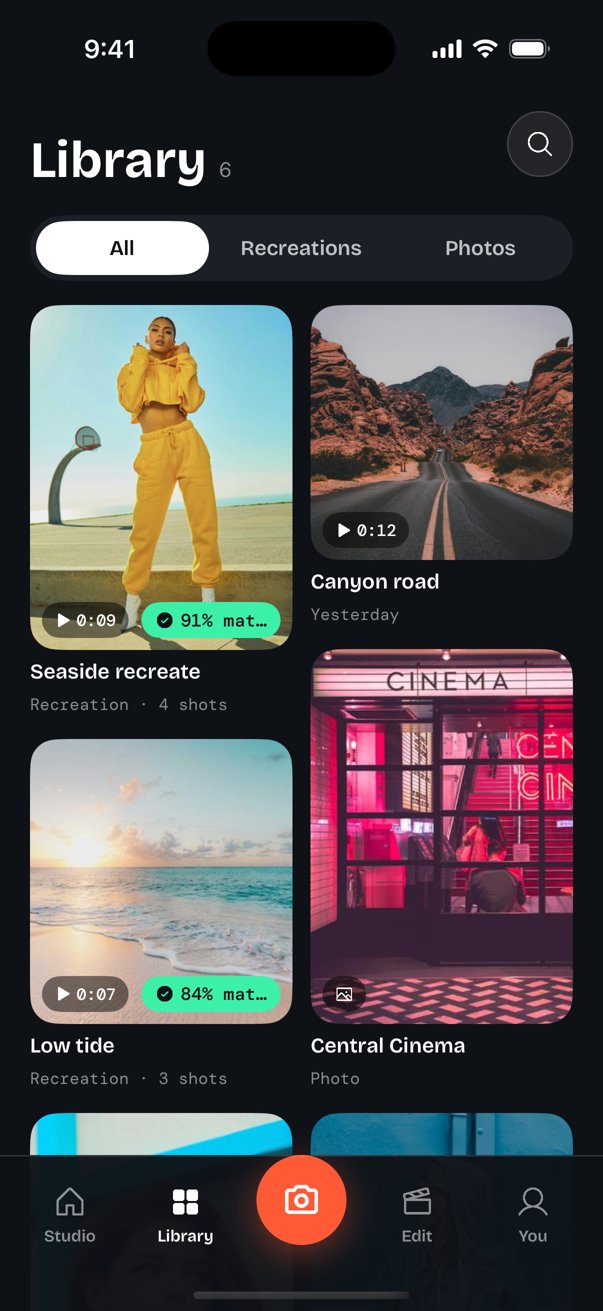 9:41
Library 6
All Recreations Photos
0:09
91% mat…
Seaside recreate
Recreation · 4 shots
0:12
Canyon road
Yesterday
CINEMA
CEN
CIN
0:07
84% mat…
Low tide
Recreation · 3 shots
Central Cinema
Photo
Studio
Library
Edit
You